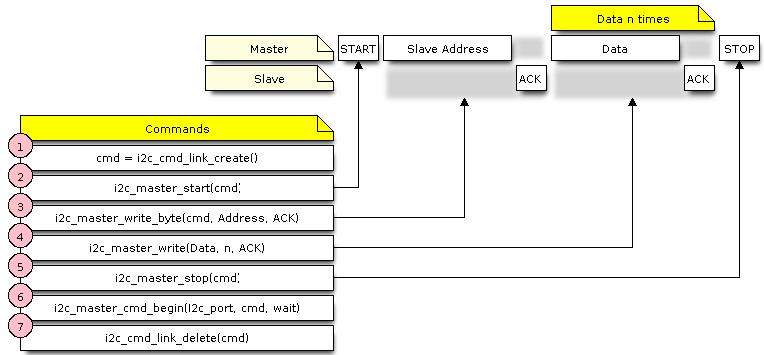 Data n times
Master START Slave Address Data STOP
Slave ACK ACK
Commands
1 cmd = i2c_cmd_link_create()
2 i2c_master_start(cmd)
3 i2c_master_write_byte(cmd, Address, ACK)
4 i2c_master_write(Data, n, ACK)
5 i2c_master_stop(cmd)
6 i2c_master_cmd_begin(I2c_port, cmd, wait)
7 i2c_cmd_link_delete(cmd)